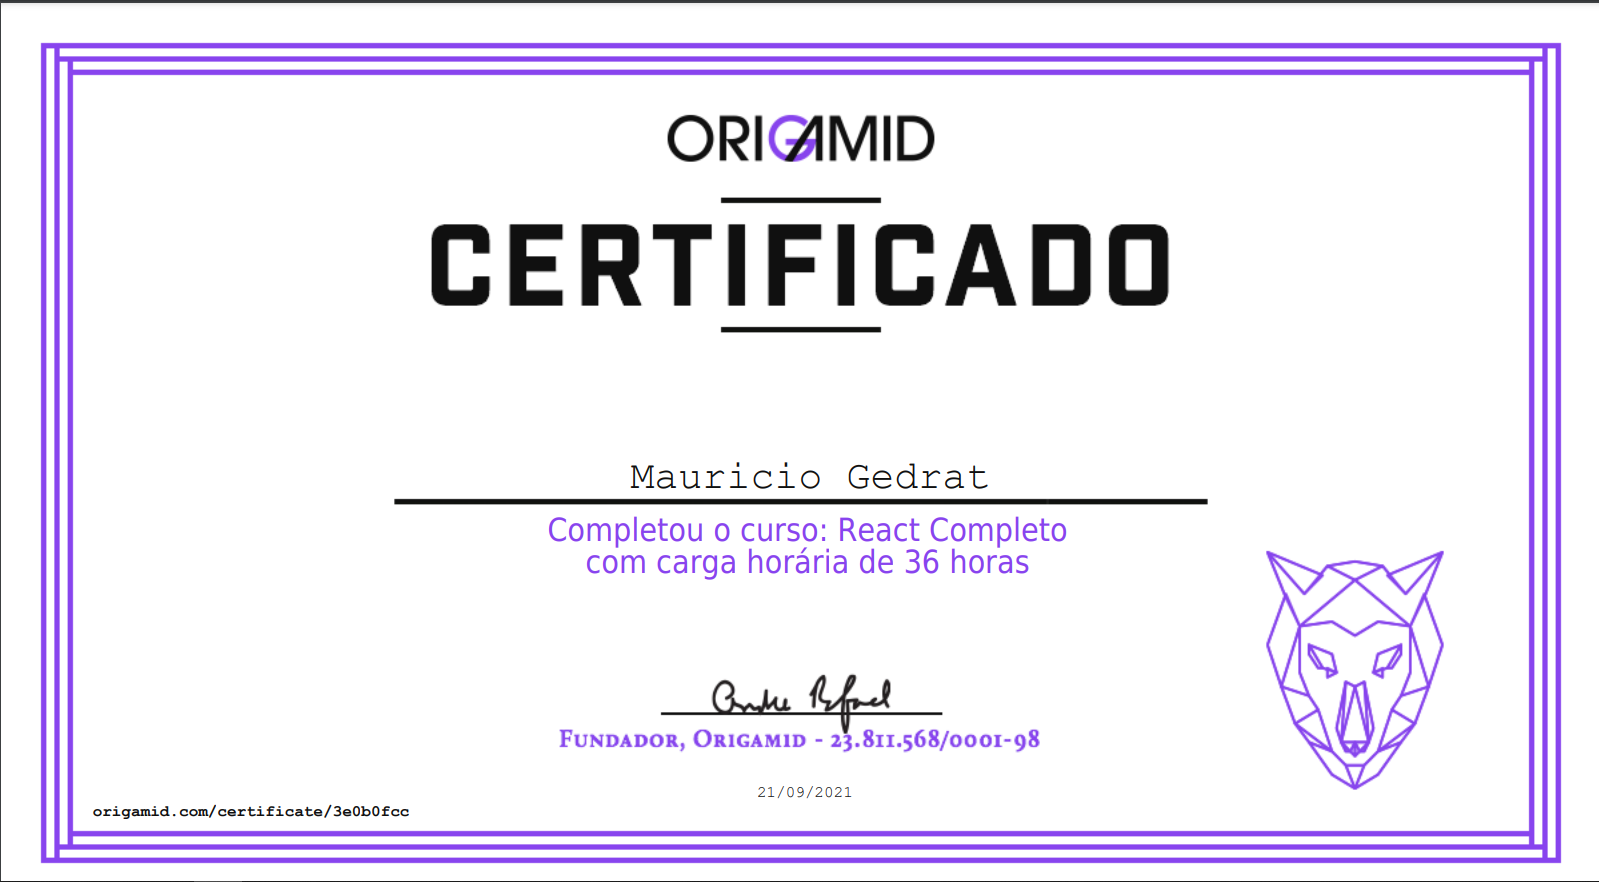 ORIGAMID
CERTIFICADO
Mauricio Gedrat
Completou o curso: React Completo
com carga horária de 36 horas
Andre Rafael
Fundador, Origamid - 23.811.568/0001-98
21/09/2021
origamid.com/certificate/3e0b0fcc